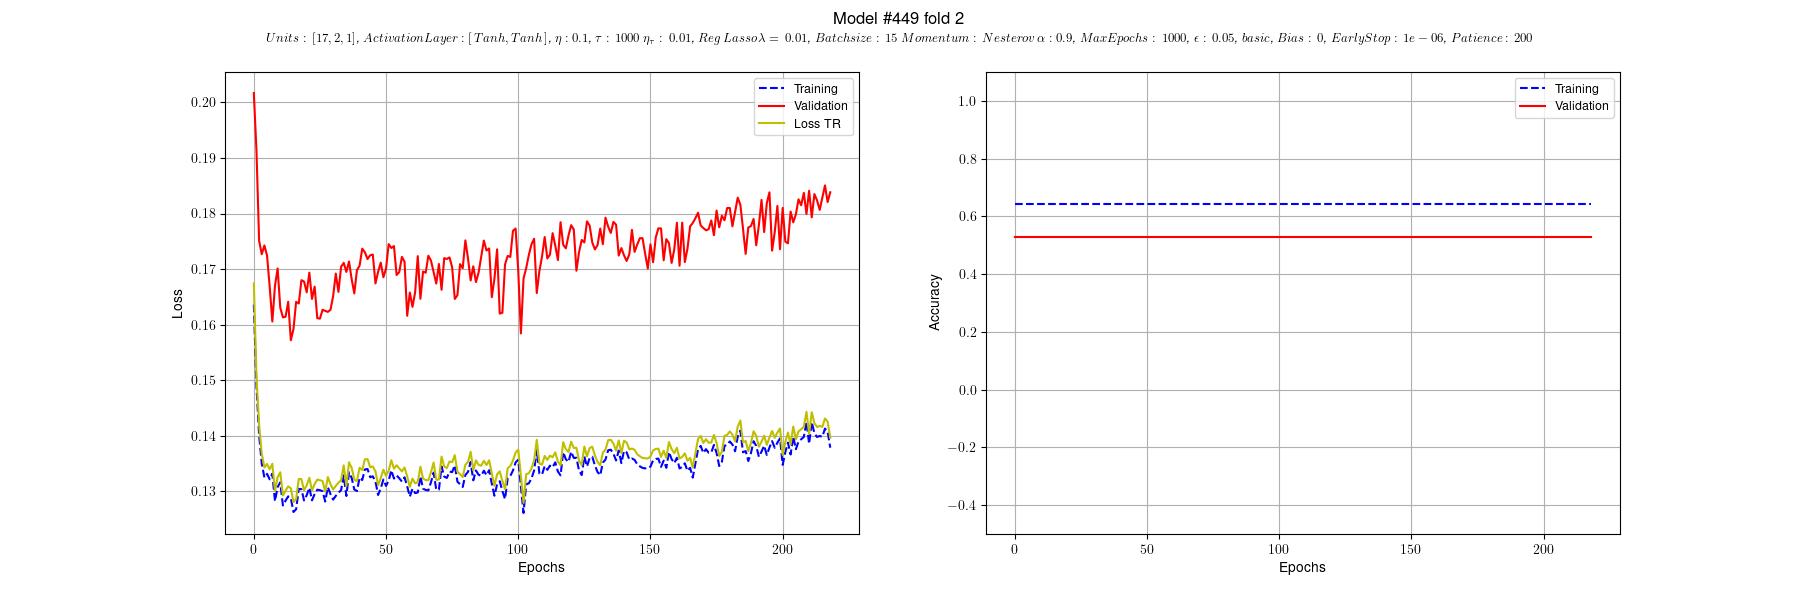 Model #449 fold 2
Units : [17, 2, 1], ActivationLayer : [Tanh, Tanh], η : 0.1, τ : 1000 η_τ : 0.01, Reg Lasso λ = 0.01, Batchsize : 15 Momentum : Nesterov α : 0.9, MaxEpochs : 1000, ϵ : 0.05, basic, Bias : 0, EarlyStop : 1e − 06, Patience : 200
Loss
0.20
0.19
0.18
0.17
0.16
0.15
0.14
0.13
Training
Validation
Loss TR
0 50 100 150 200
Epochs
Accuracy
1.0
0.8
0.6
0.4
0.2
0.0
−0.2
−0.4
Training
Validation
0 50 100 150 200
Epochs